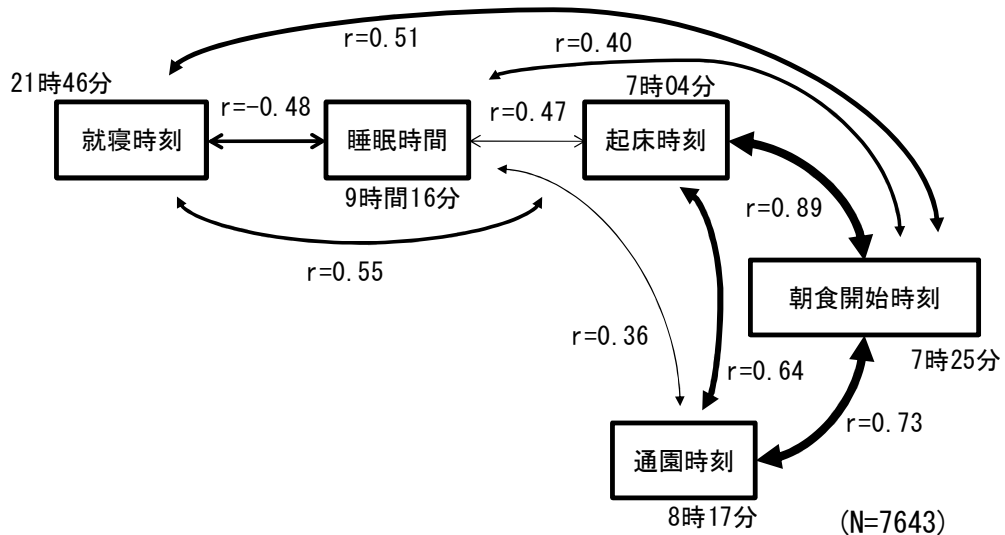 r=0.51
r=0.40
21時46分
7時04分
r=-0.48
r=0.47
就寝時刻
睡眠時間
起床時刻
9時間16分
r=0.89
r=0.55
朝食開始時刻
r=0.36
7時25分
r=0.64
r=0.73
通園時刻
8時17分
(N=7643)